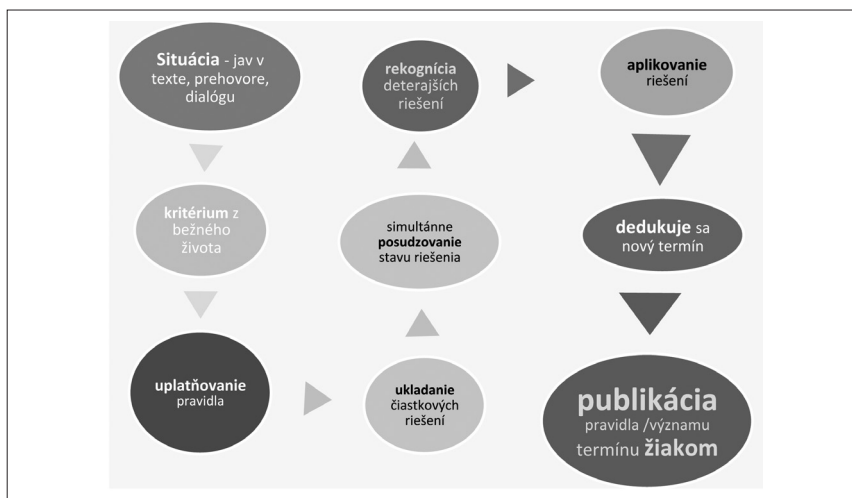 Situácia - jav v
texte, prehovore,
dialógu
kritérium z
bežného
života
uplatňovanie
pravidla
ukladanie
čiastkových
riešení
simultánne
posudzovanie
stavu riešenia
rekognícia
deterajších
riešení
aplikovanie
riešení
dedukuje sa
nový termín
publikácia
pravidla /významu
termínu žiakom